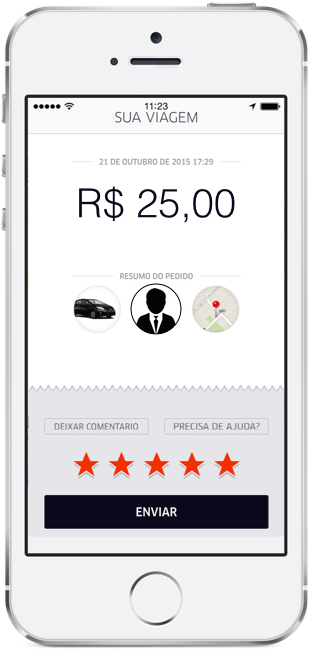 11:23
SUA VIAGEM
21 DE OUTUBRO DE 2015 17:29
R$ 25,00
RESUMO DO PEDIDO
DEIXAR COMENTARIO
PRECISA DE AJUDA?
ENVIAR